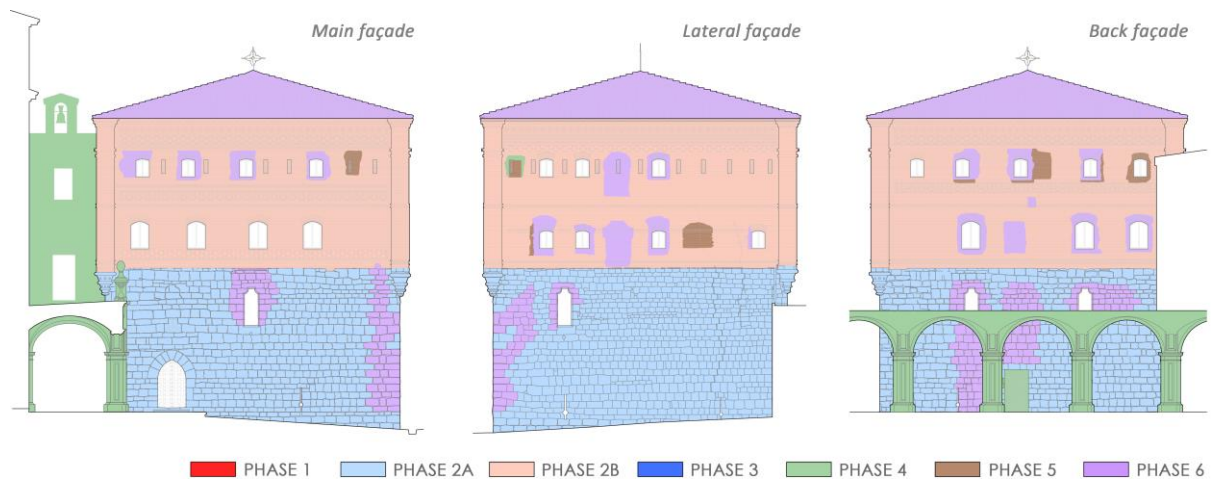 Main façade
Lateral façade
Back façade
PHASE 1 PHASE 2A PHASE 2B PHASE 3 PHASE 4 PHASE 5 PHASE 6